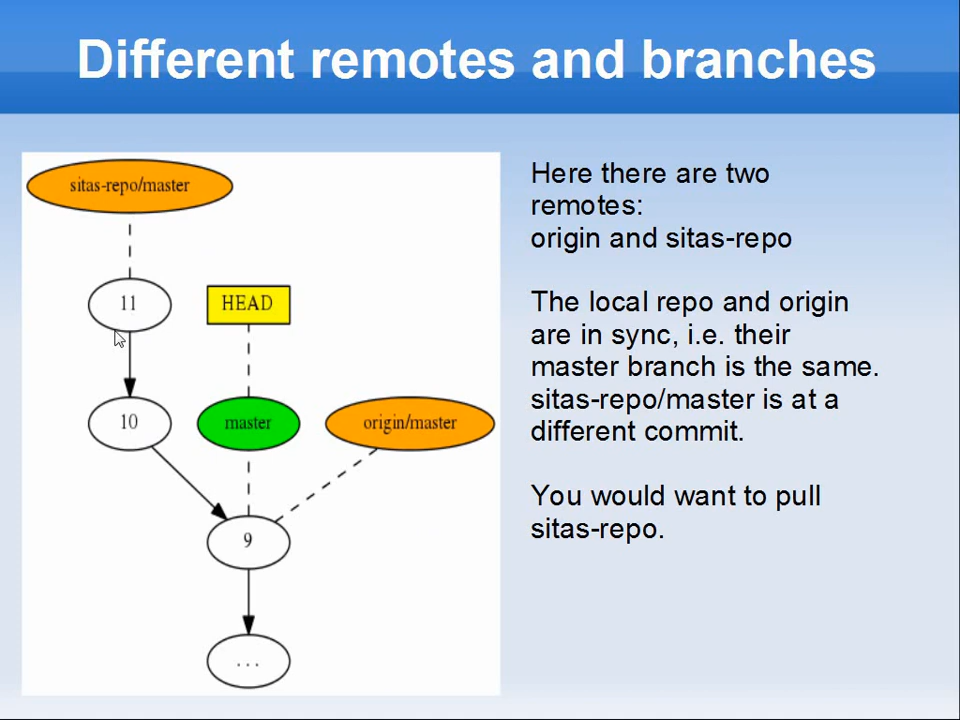 Different remotes and branches
sitas-repo/master
11
HEAD
10
master
origin/master
9
...
Here there are two
remotes:
origin and sitas-repo
The local repo and origin
are in sync, i.e. their
master branch is the same.
sitas-repo/master is at a
different commit.
You would want to pull
sitas-repo.